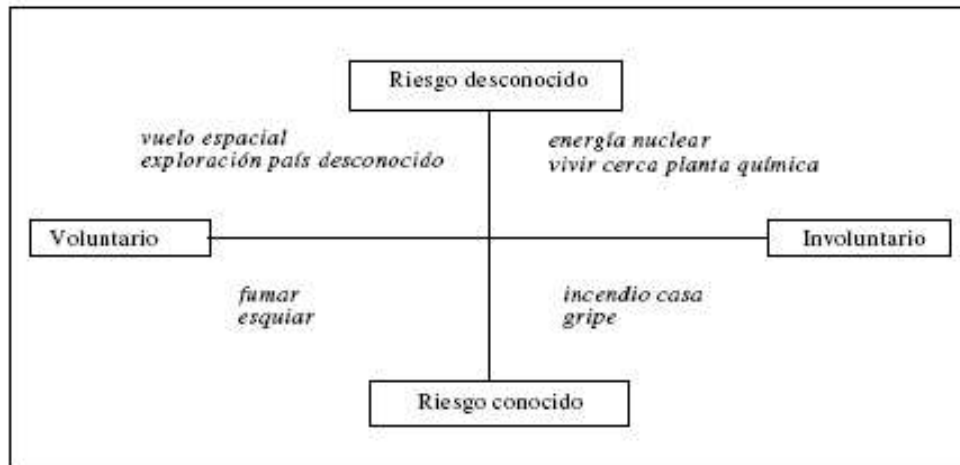 Riesgo desconocido
vuelo espacial
exploración país desconocido
energía nuclear
vivir cerca planta química
Voluntario
Involuntario
fumar
esquiar
incendio casa
gripe
Riesgo conocido